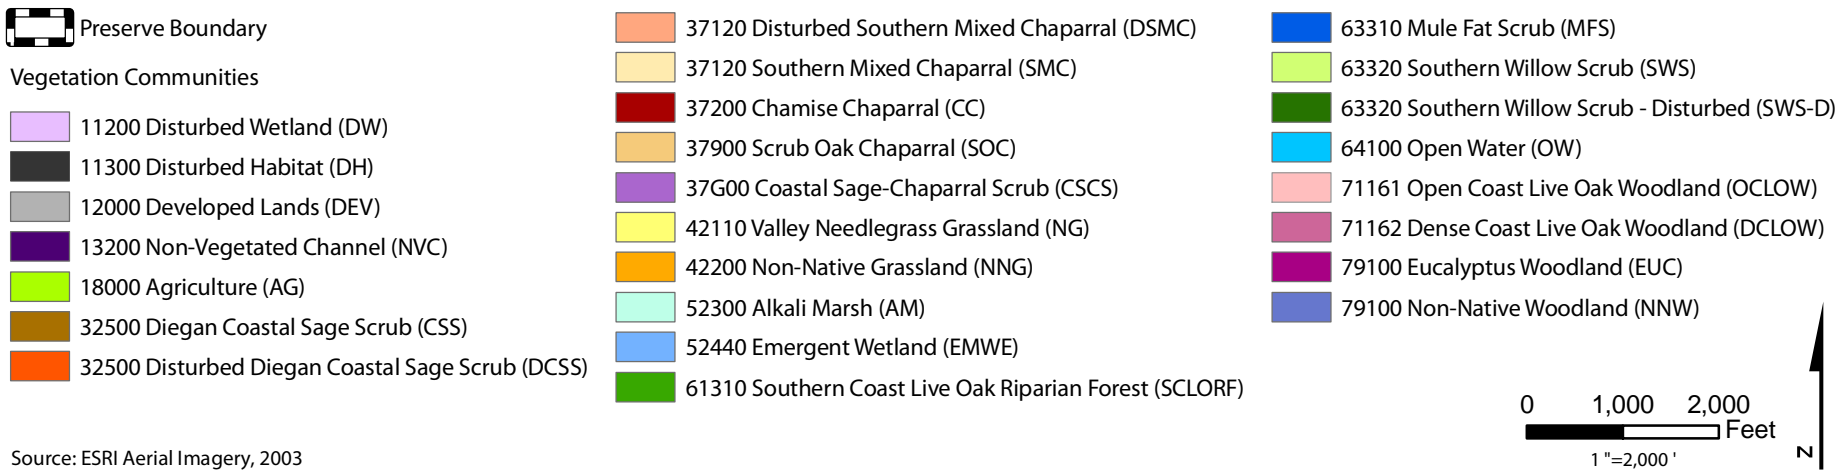 Preserve Boundary
Vegetation Communities
11200 Disturbed Wetland (DW)
11300 Disturbed Habitat (DH)
12000 Developed Lands (DEV)
13200 Non-Vegetated Channel (NVC)
18000 Agriculture (AG)
32500 Diegan Coastal Sage Scrub (CSS)
32500 Disturbed Diegan Coastal Sage Scrub (DCSS)
37120 Disturbed Southern Mixed Chaparral (DSMC)
37120 Southern Mixed Chaparral (SMC)
37200 Chamise Chaparral (CC)
37900 Scrub Oak Chaparral (SOC)
37G00 Coastal Sage-Chaparral Scrub (CSCS)
42110 Valley Needlegrass Grassland (NG)
42200 Non-Native Grassland (NNG)
52300 Alkali Marsh (AM)
52440 Emergent Wetland (EMWE)
61310 Southern Coast Live Oak Riparian Forest (SCLORF)
63310 Mule Fat Scrub (MFS)
63320 Southern Willow Scrub (SWS)
63320 Southern Willow Scrub - Disturbed (SWS-D)
64100 Open Water (OW)
71161 Open Coast Live Oak Woodland (OCLOW)
71162 Dense Coast Live Oak Woodland (DCLOW)
79100 Eucalyptus Woodland (EUC)
79100 Non-Native Woodland (NNW)
0 1,000 2,000
Feet
1 "=2,000 '
N
Source: ESRI Aerial Imagery, 2003